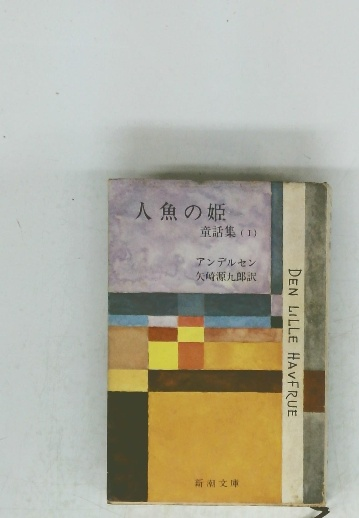 人魚の姫
童話集(1)
アンデルセン
矢崎源九郎訳
DEN LILLE HAVFRUE
新潮文庫